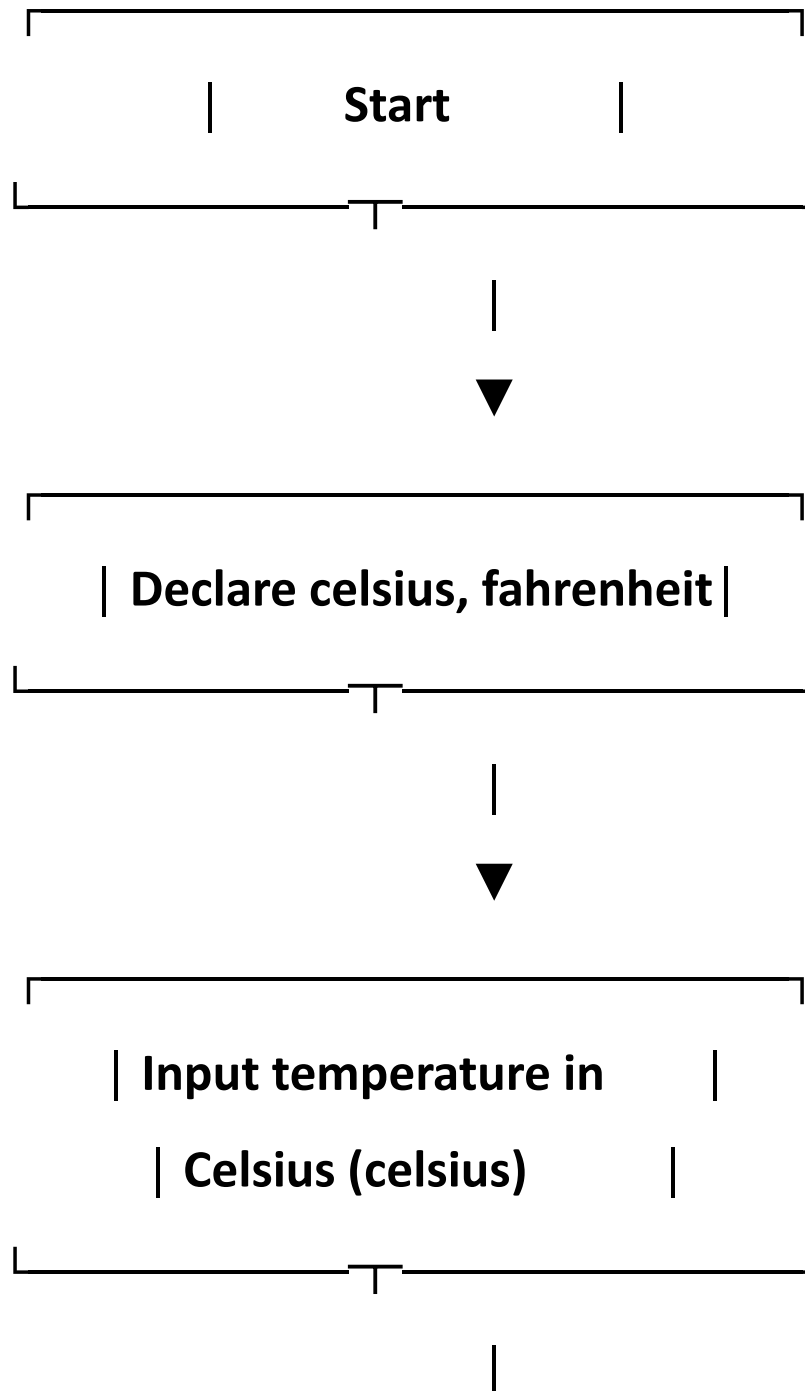 Start
Declare celsius, fahrenheit
Input temperature in
Celsius (celsius)